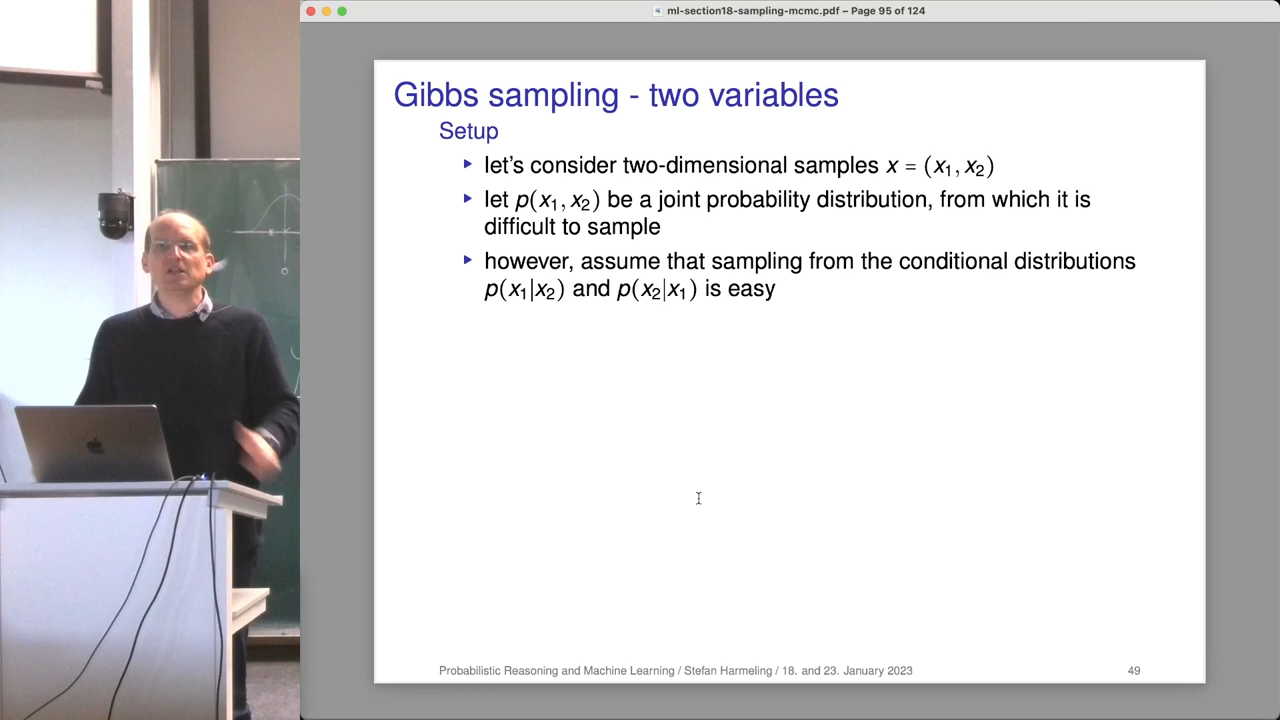 ml-section18-sampling-mcmc.pdf – Page 95 of 124
Gibbs sampling - two variables
Setup
let's consider two-dimensional samples x = (x₁, x₂)
let p(x₁, x₂) be a joint probability distribution, from which it is
difficult to sample
however, assume that sampling from the conditional distributions
p(x₁|x₂) and p(x₂|x₁) is easy
Probabilistic Reasoning and Machine Learning / Stefan Harmeling / 18. and 23. January 2023
49